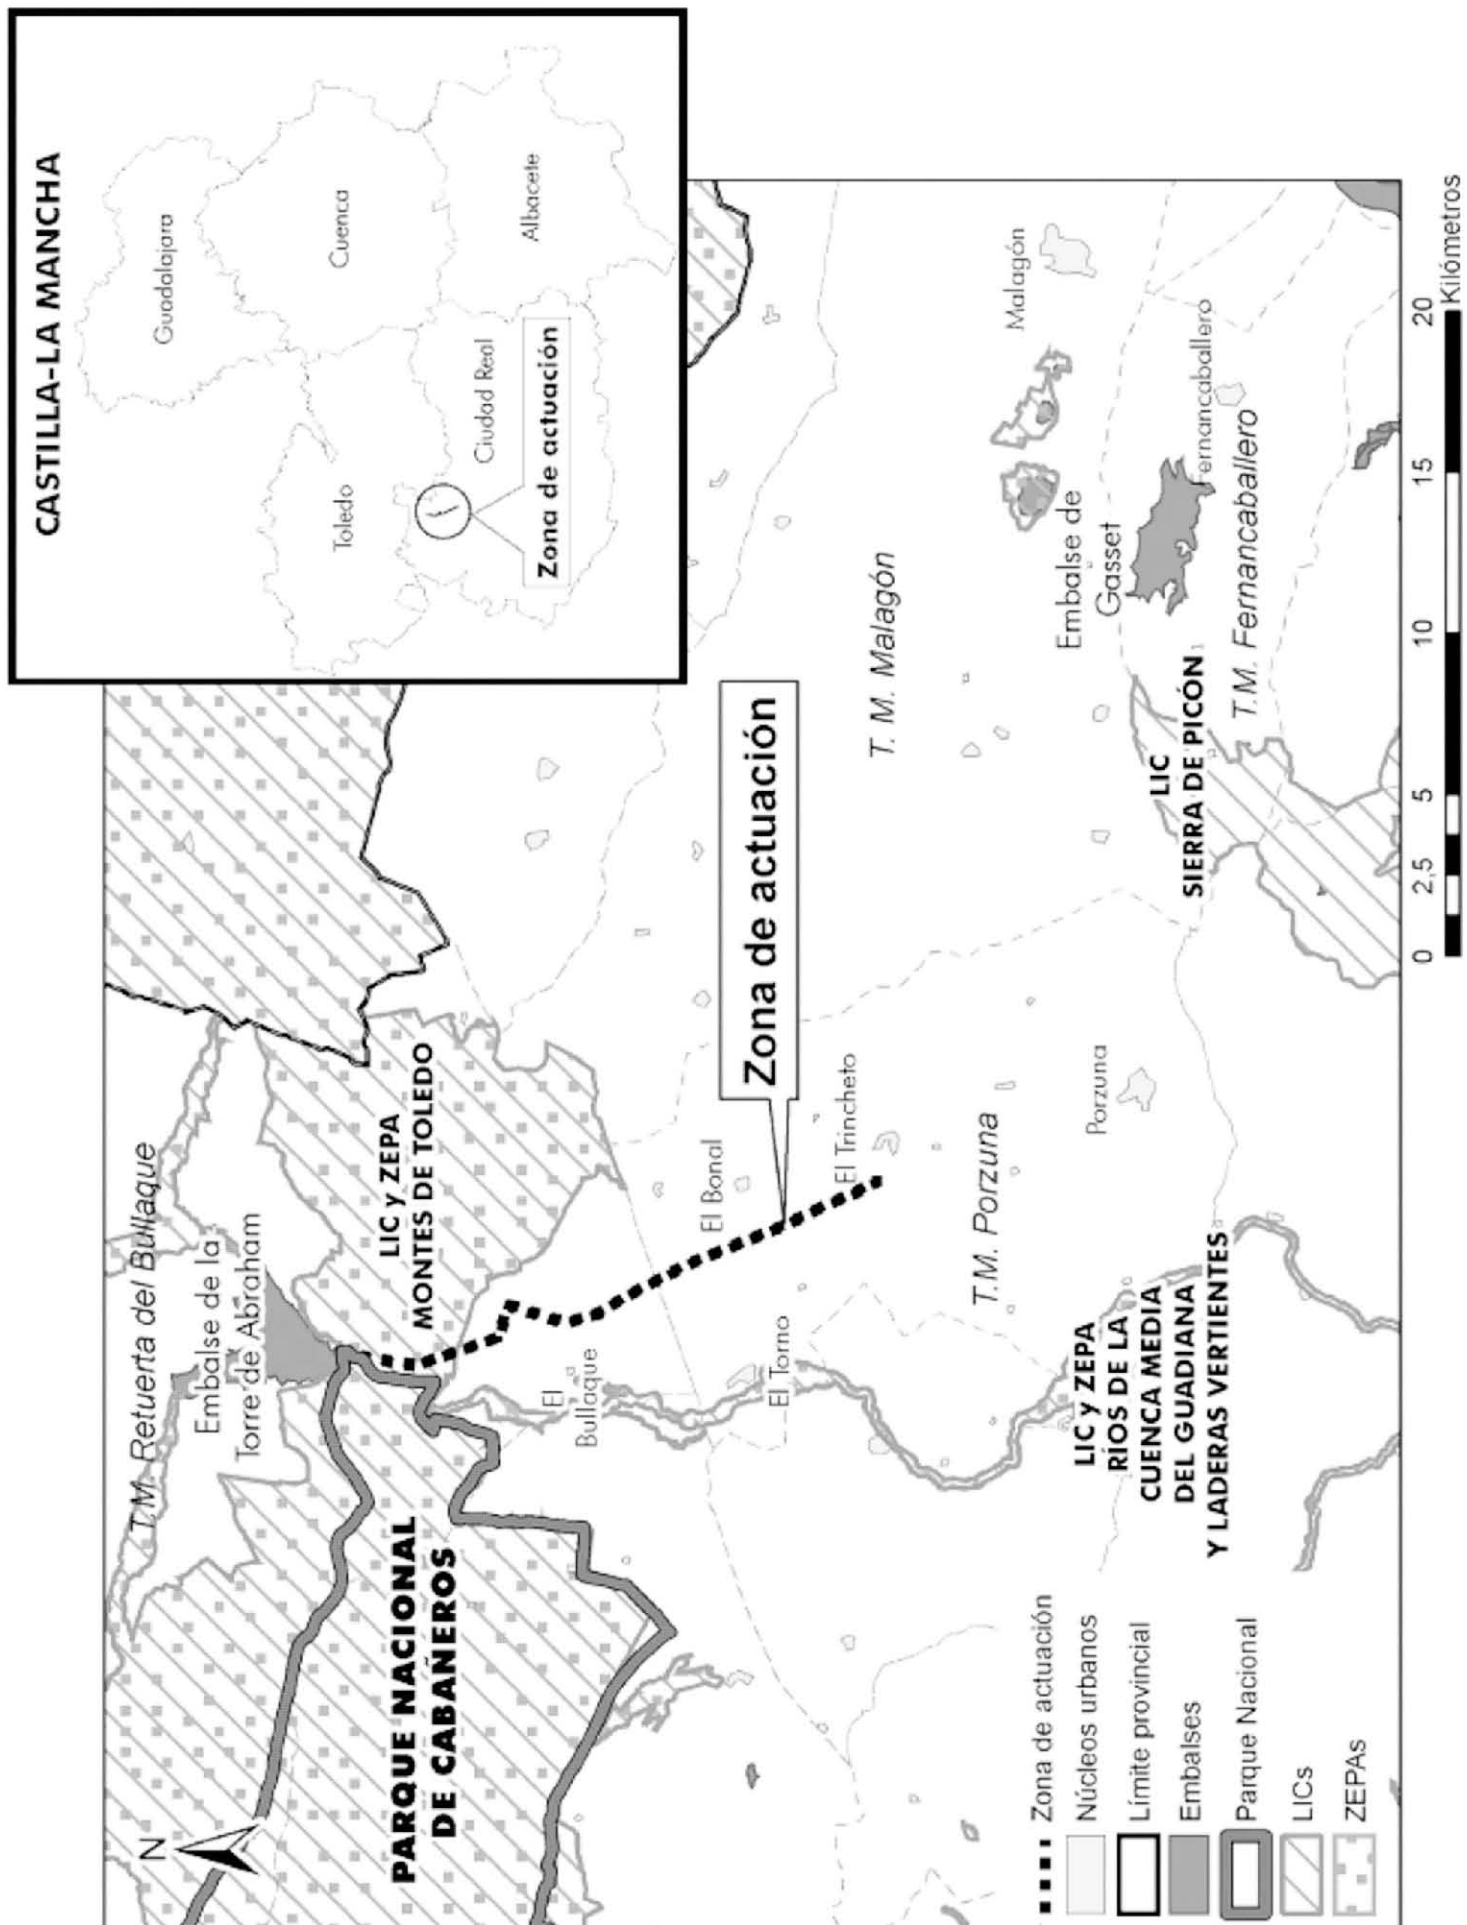 CASTILLA-LA MANCHA
Guadalajara
Toledo
Cuenca
Ciudad Real
Albacete
Zona de actuación
N
T.M. Retuerta del Bullaque
Embalse de la
Torre de Abraham
PARQUE NACIONAL
DE CABAÑEROS
LIC y ZEPA
MONTES DE TOLEDO
El
Bullaque
El Bonal
El Torno
El Trincheto
Zona de actuación
T. M. Malagón
T.M. Porzuna
Porzuna
Malagón
Embalse de
Gasset
Fernancaballero
T.M. Fernancaballero
LIC
SIERRA DE PICÓN
LIC y ZEPA
RÍOS DE LA
CUENCA MEDIA
DEL GUADIANA
Y LADERAS VERTIENTES
Zona de actuación
Núcleos urbanos
Límite provincial
Embalses
Parque Nacional
LICs
ZEPAs
0 2,5 5 10 15 20
Kilómetros